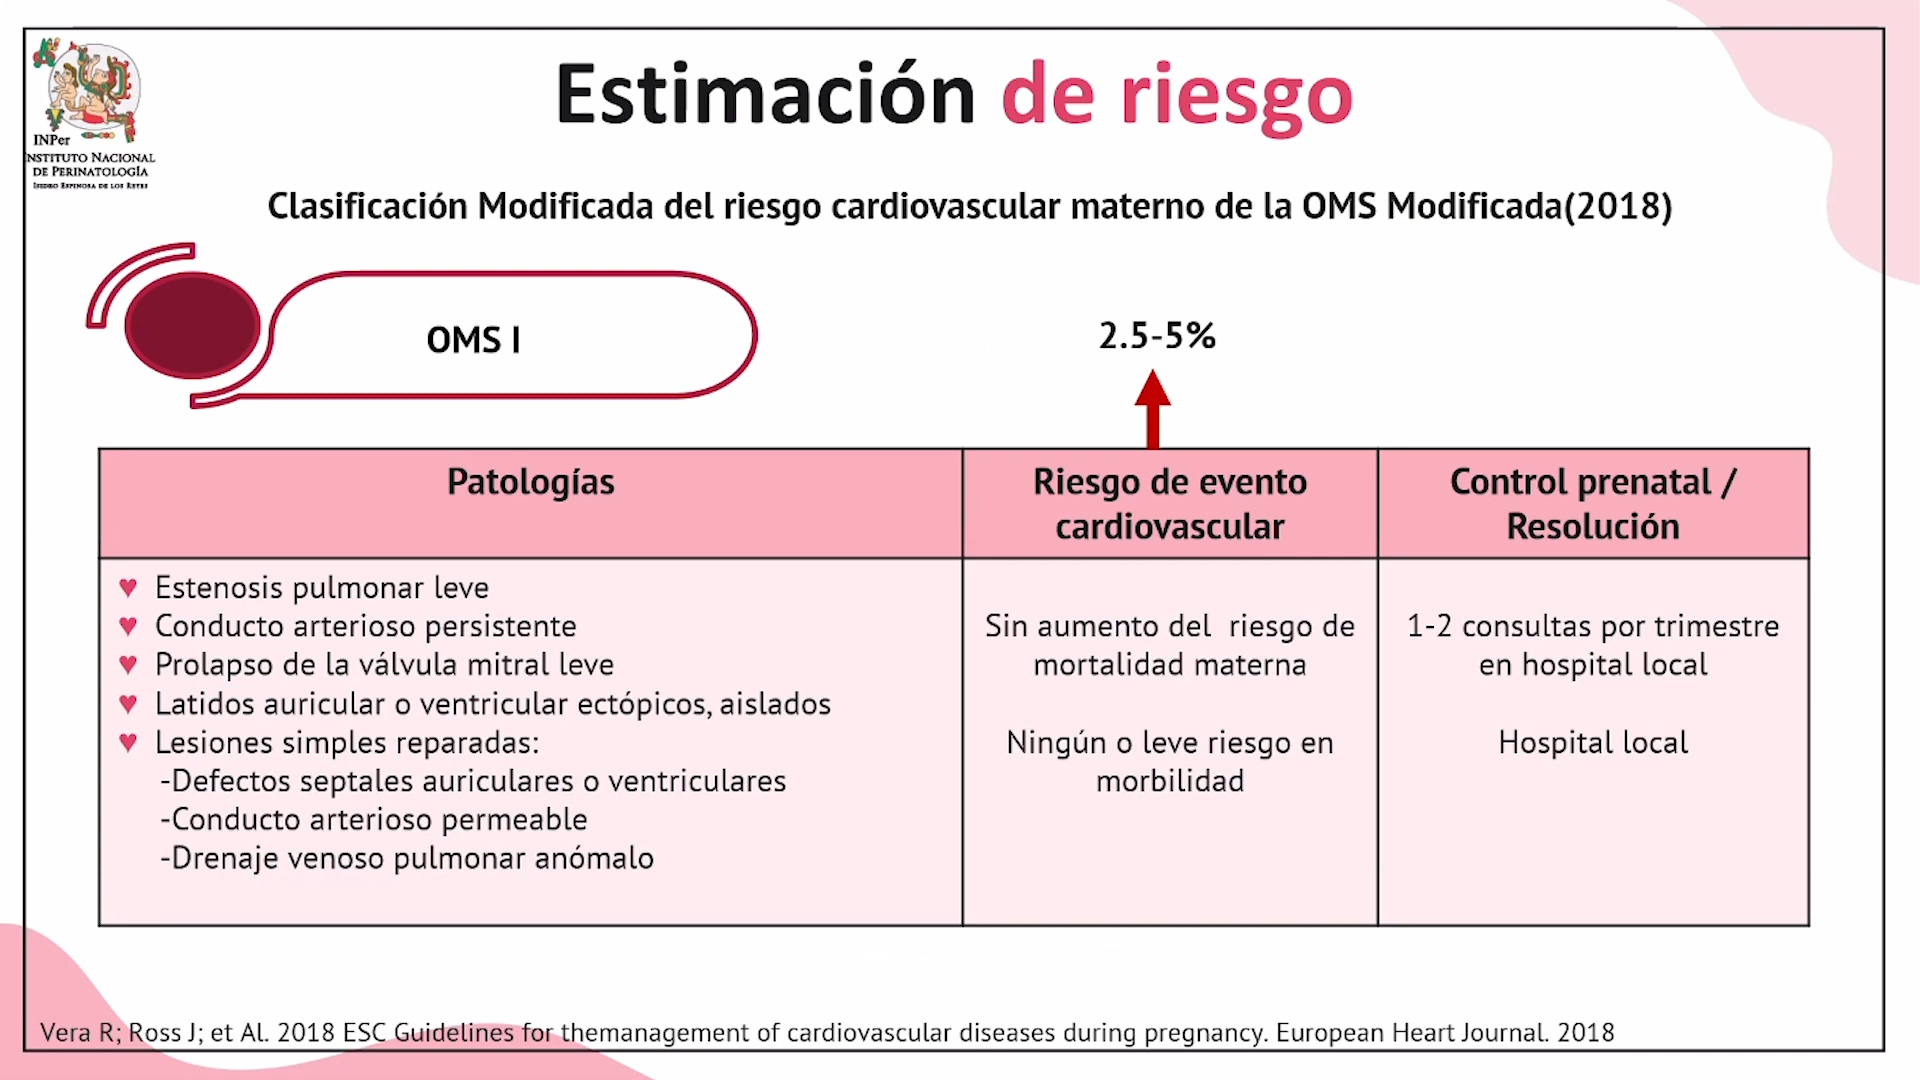 Estimación de riesgo
INPer
INSTITUTO NACIONAL
DE PERINATOLOGÍA
ISIDRO ESPINOSA DE LOS REYES
Clasificación Modificada del riesgo cardiovascular materno de la OMS Modificada(2018)
OMS I
2.5-5%
Patologías
Riesgo de evento
cardiovascular
Control prenatal /
Resolución
♥ Estenosis pulmonar leve
♥ Conducto arterioso persistente
♥ Prolapso de la válvula mitral leve
♥ Latidos auricular o ventricular ectópicos, aislados
♥ Lesiones simples reparadas:
-Defectos septales auriculares o ventriculares
-Conducto arterioso permeable
-Drenaje venoso pulmonar anómalo
Sin aumento del riesgo de
mortalidad materna
Ningún o leve riesgo en
morbilidad
1-2 consultas por trimestre
en hospital local
Hospital local
Vera R; Ross J; et Al. 2018 ESC Guidelines for themanagement of cardiovascular diseases during pregnancy. European Heart Journal. 2018